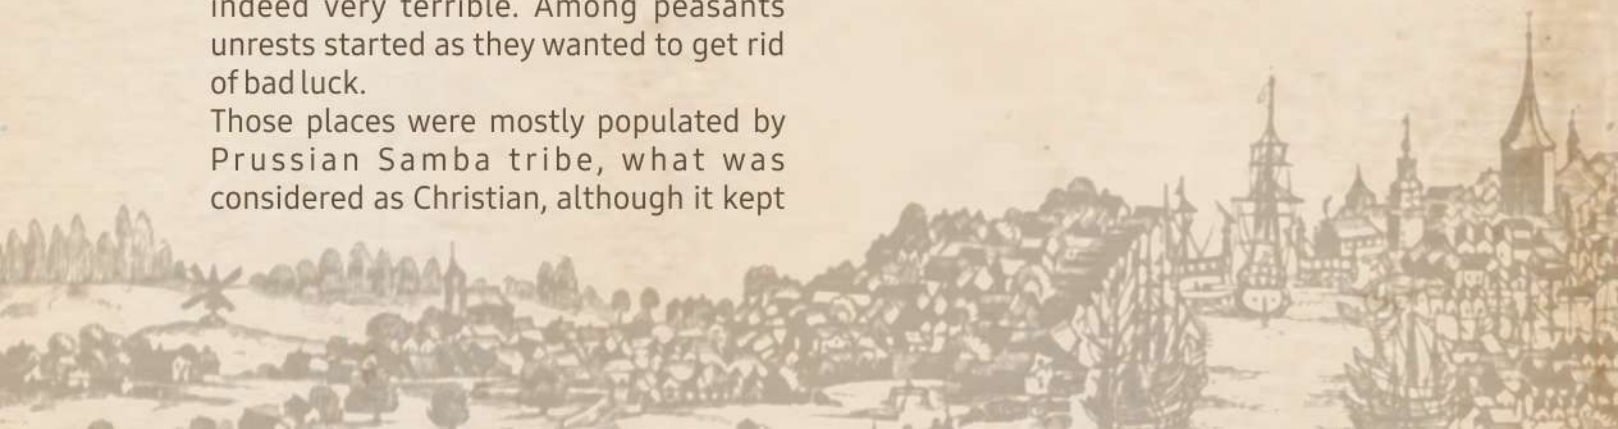 indeed very terrible. Among peasants
unrests started as they wanted to get rid
of bad luck.
Those places were mostly populated by
Prussian Samba tribe, what was
considered as Christian, although it kept